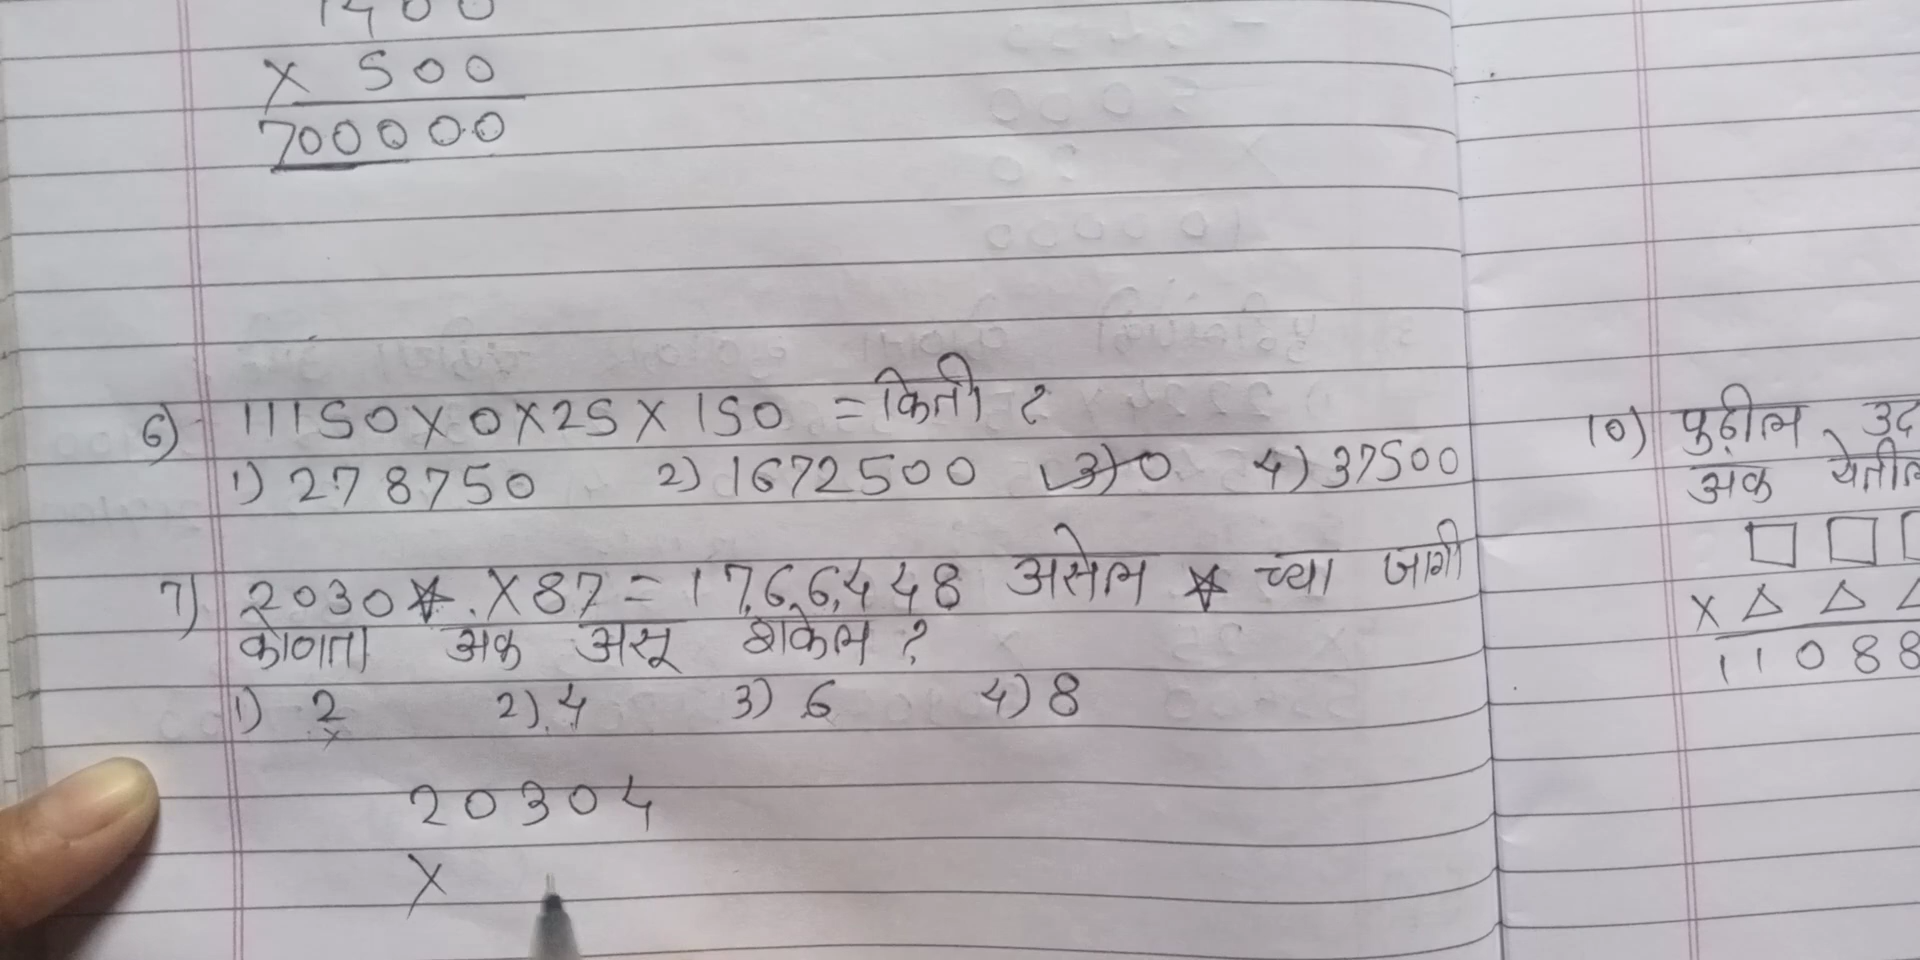 1400
× 500
700000
6) 11150×0×25×150 = किती ?
1) 278750 2) 1672500 3) 0 4) 37500
7) 2030* × 87 = 1766448 असेल * च्या जागी
कोणता अंक असू शकेल ?
1) 2 2) 4 3) 6 4) 8
20304
×
10) पुढील
अंक येतील
□ □ □
× △ △ △
11088